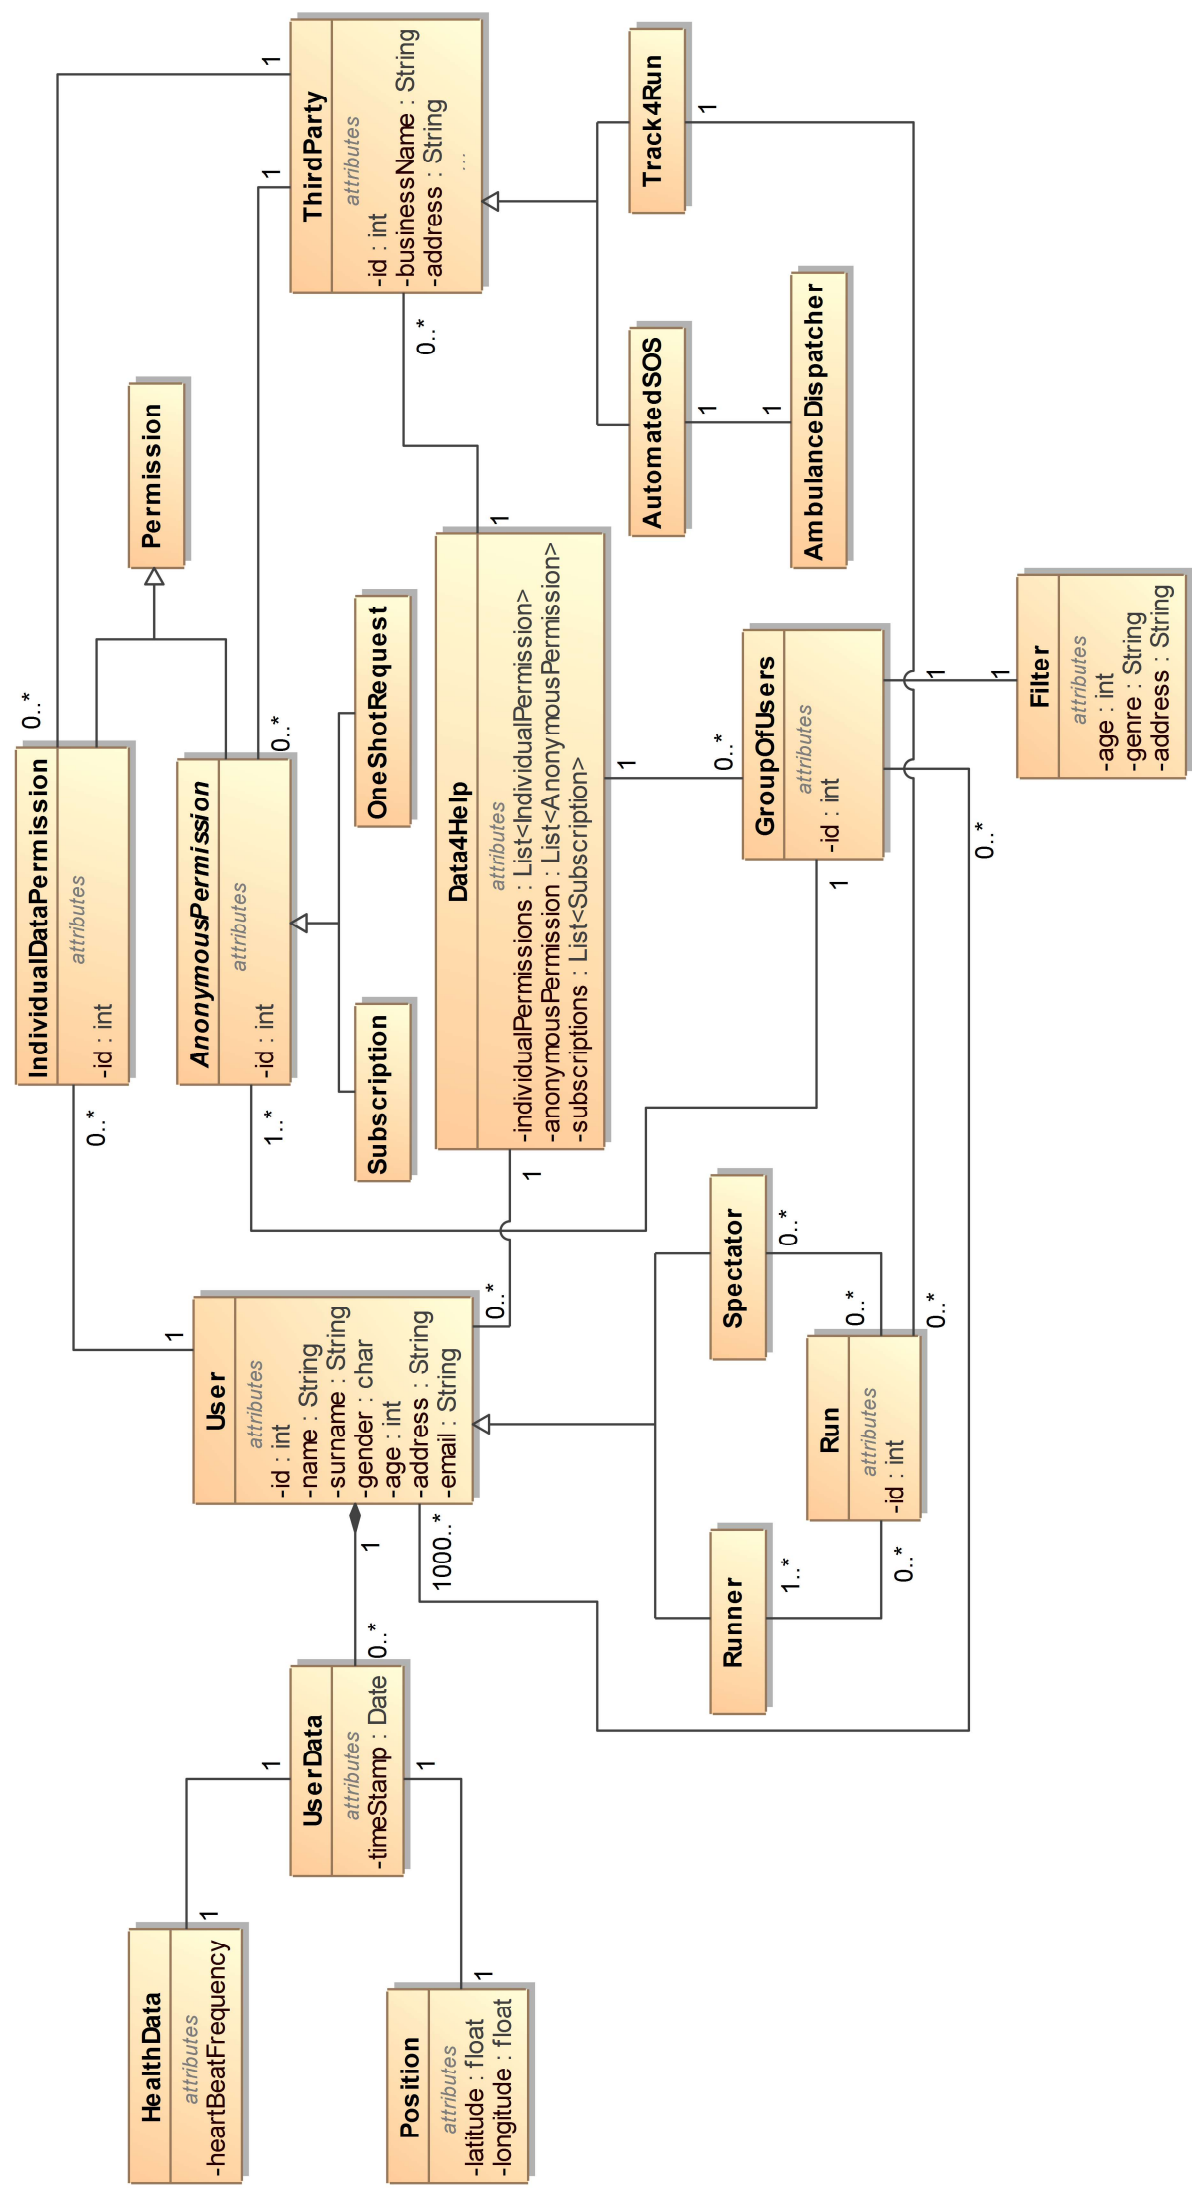 HealthData
attributes
-heartBeatFrequency
1
1
Position
attributes
-latitude : float
-longitude : float
1
1
UserData
attributes
-timeStamp : Date
0..*
1
User
attributes
-id : int
-name : String
-surname : String
-gender : char
-age : int
-address : String
-email : String
1000..*
1
0..*
0..*
IndividualDataPermission
attributes
-id : int
0..*
1
AnonymousPermission
attributes
-id : int
1..*
0..*
1
Permission
ThirdParty
attributes
-id : int
-businessName : String
-address : String
...
0..*
Subscription
OneShotRequest
Data4Help
attributes
-individualPermissions : List<IndividualPermission>
-anonymousPermission : List<AnonymousPermission>
-subscriptions : List<Subscription>
1
1
1
AutomatedSOS
1
Track4Run
1
1
AmbulanceDispatcher
Runner
1..*
Spectator
0..*
Run
attributes
-id : int
0..*
0..*
0..*
GroupOfUsers
attributes
-id : int
0..*
1
0..*
1
1
Filter
attributes
-age : int
-genre : String
-address : String